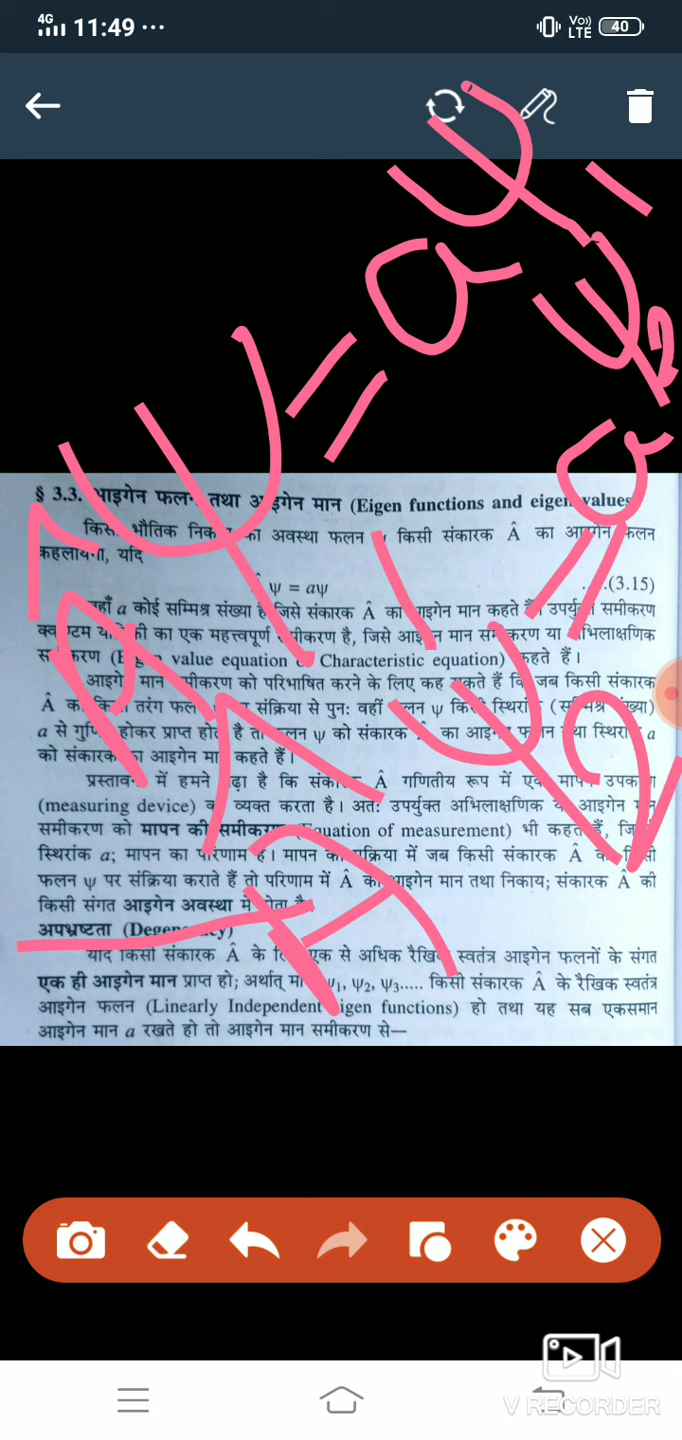 4G 11:49 ...
Vo)) LTE 40
Âψ = aψ1
Âψ2 = aψ2
§ 3.3. आइगेन फलन तथा आइगेन मान (Eigen functions and eigen values
किसी भौतिक निकाय की अवस्था फलन ψ किसी संकारक Â का आइगेन फलन
कहलायेगा, यदि
ψ = aψ ...(3.15)
जहाँ a कोई सम्मिश्र संख्या है जिसे संकारक Â का आइगेन मान कहते हैं। उपर्युक्त समीकरण
क्वाण्टम यांत्रिकी का एक महत्त्वपूर्ण समीकरण है, जिसे आइगेन मान समीकरण या अभिलाक्षणिक
समीकरण (Eigen value equation or Characteristic equation) कहते हैं।
आइगेन मान समीकरण को परिभाषित करने के लिए कह सकते हैं कि जब किसी संकारक
Â की किसी तरंग फलन संक्रिया से पुन: वहीं फलन ψ किसी स्थिरांक (सम्मिश्र संख्या)
a से गुणित होकर प्राप्त होता है तो फलन ψ को संकारक का आइगेन फलन तथा स्थिरांक a
को संकारक का आइगेन मान कहते हैं।
प्रस्तावना में हमने पढ़ा है कि संकारक Â गणितीय रूप में एक मापन उपकरण
(measuring device) को व्यक्त करता है। अत: उपर्युक्त अभिलाक्षणिक या आइगेन मान
समीकरण को मापन की समीकरण (Equation of measurement) भी कहते हैं, जिसमें
स्थिरांक a; मापन का परिणाम है। मापन की प्रक्रिया में जब किसी संकारक Â की किसी
फलन ψ पर संक्रिया कराते हैं तो परिणाम में Â का आइगेन मान तथा निकाय; संकारक Â की
किसी संगत आइगेन अवस्था में होता है।
अपभ्रष्टता (Degeneracy)
यदि किसी संकारक Â के लिए एक से अधिक रैखिक स्वतंत्र आइगेन फलनों के संगत
एक ही आइगेन मान प्राप्त हो; अर्थात् ψ1, ψ2, ψ3..... किसी संकारक Â के रैखिक स्वतंत्र
आइगेन फलन (Linearly Independent Eigen functions) हो तथा यह सब एकसमान
आइगेन मान a रखते हो तो आइगेन मान समीकरण से—
V RECORDER